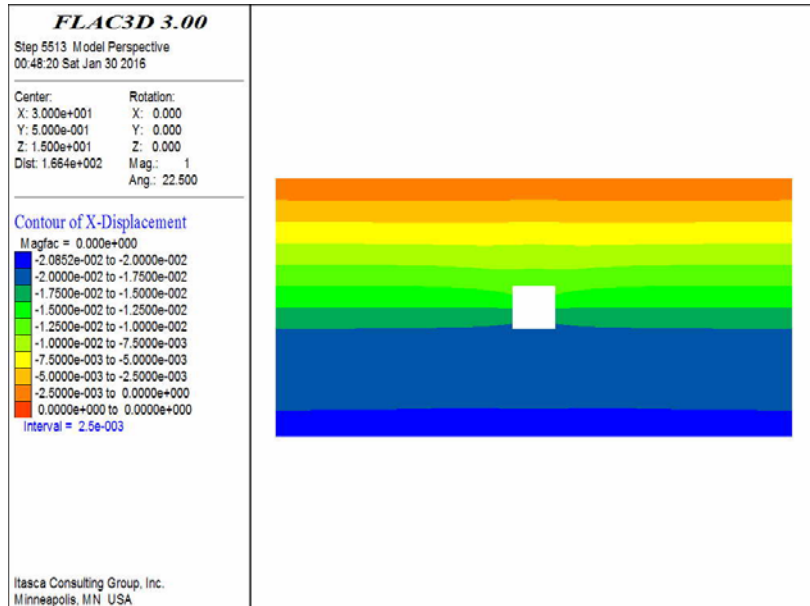 FLAC3D 3.00
Step 5513 Model Perspective
00:48:20 Sat Jan 30 2016
Center:
X: 3.000e+001
Y: 5.000e-001
Z: 1.500e+001
Dist: 1.664e+002
Rotation:
X: 0.000
Y: 0.000
Z: 0.000
Mag.: 1
Ang.: 22.500
Contour of X-Displacement
Magfac = 0.000e+000
-2.0852e-002 to -2.0000e-002
-2.0000e-002 to -1.7500e-002
-1.7500e-002 to -1.5000e-002
-1.5000e-002 to -1.2500e-002
-1.2500e-002 to -1.0000e-002
-1.0000e-002 to -7.5000e-003
-7.5000e-003 to -5.0000e-003
-5.0000e-003 to -2.5000e-003
-2.5000e-003 to 0.0000e+000
0.0000e+000 to 0.0000e+000
Interval = 2.5e-003
Itasca Consulting Group, Inc.
Minneapolis, MN USA